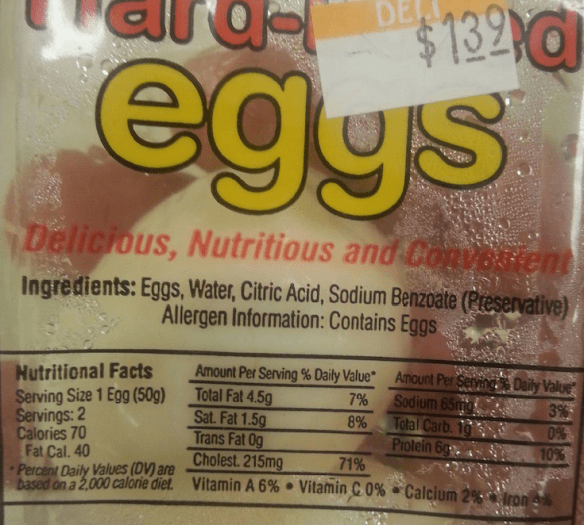 Hard-
DELI
$1.39
d
eggs
Delicious, Nutritious and Convenient
Ingredients: Eggs, Water, Citric Acid, Sodium Benzoate (Preservative)
Allergen Information: Contains Eggs
Nutritional Facts
Serving Size 1 Egg (50g)
Servings: 2
Calories 70
Fat Cal. 40
* Percent Daily Values (DV) are
based on a 2,000 calorie diet.
Amount Per Serving % Daily Value*
Total Fat 4.5g 7%
Sat. Fat 1.5g 8%
Trans Fat 0g
Cholest. 215mg 71%
Amount Per Serving % Daily Value*
Sodium 65mg 3%
Total Carb. 1g 0%
Protein 6g 10%
Vitamin A 6% • Vitamin C 0% • Calcium 2% • Iron 4%